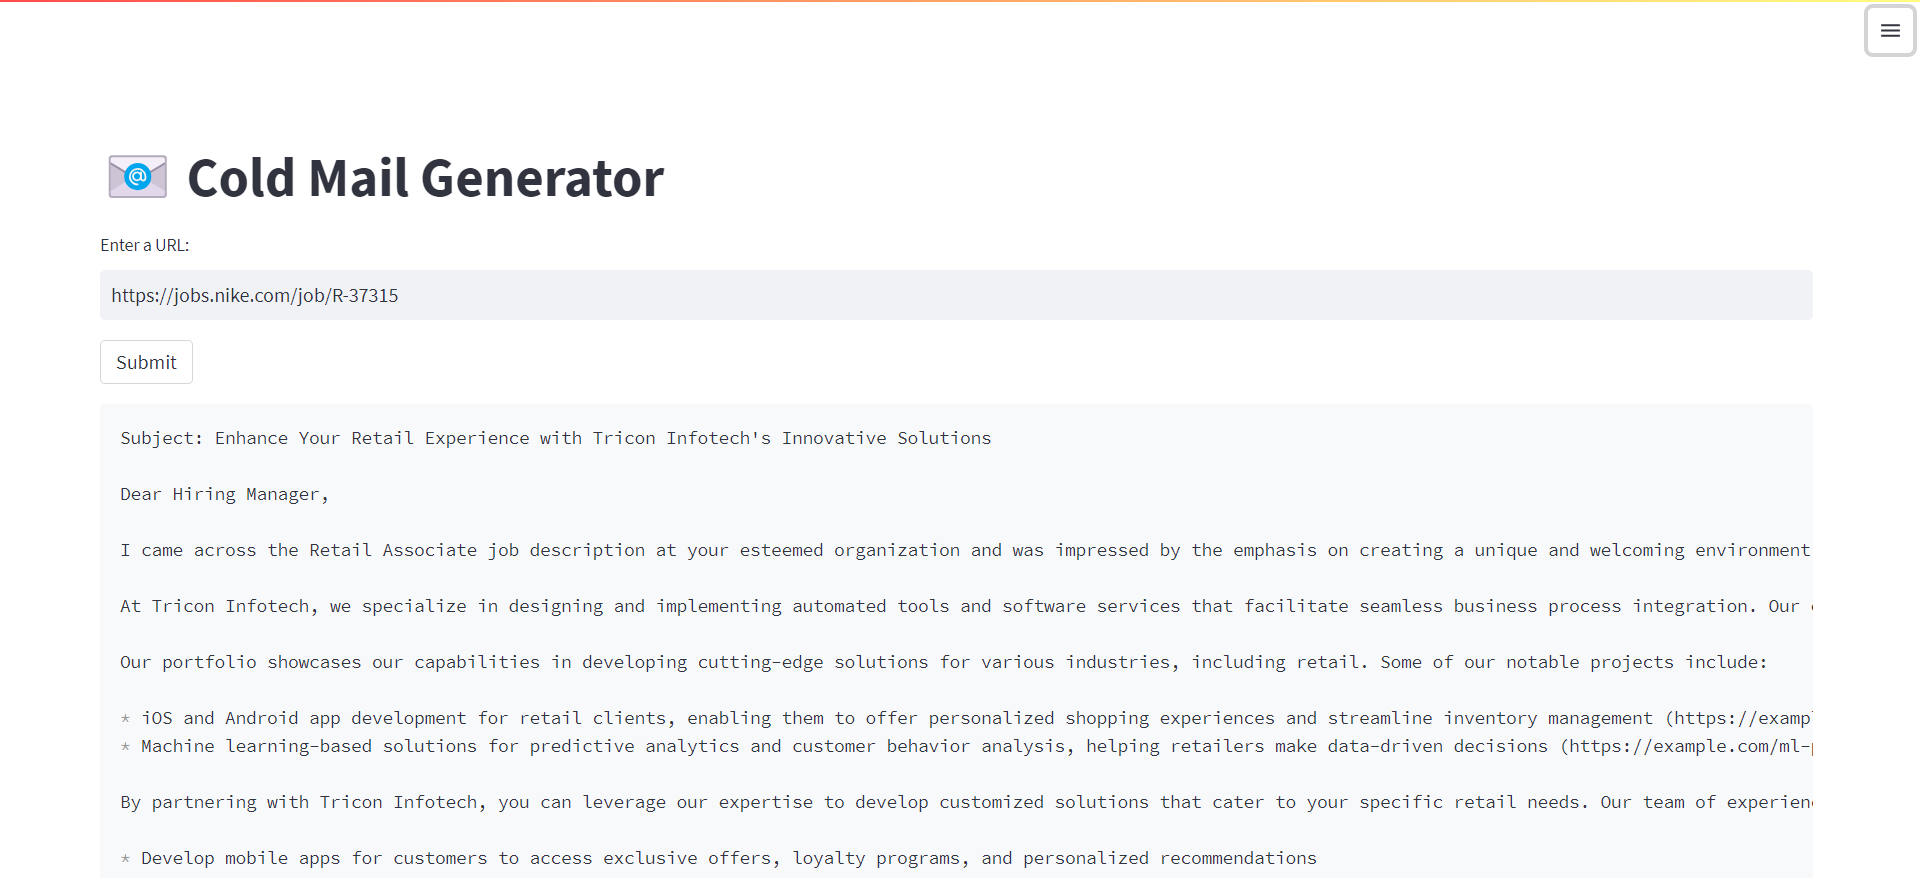 Cold Mail Generator
Enter a URL:
https://jobs.nike.com/job/R-37315
Submit
Subject: Enhance Your Retail Experience with Tricon Infotech's Innovative Solutions
Dear Hiring Manager,
I came across the Retail Associate job description at your esteemed organization and was impressed by the emphasis on creating a unique and welcoming environment
At Tricon Infotech, we specialize in designing and implementing automated tools and software services that facilitate seamless business process integration. Our
Our portfolio showcases our capabilities in developing cutting-edge solutions for various industries, including retail. Some of our notable projects include:
* iOS and Android app development for retail clients, enabling them to offer personalized shopping experiences and streamline inventory management (https://examp
* Machine learning-based solutions for predictive analytics and customer behavior analysis, helping retailers make data-driven decisions (https://example.com/ml-
By partnering with Tricon Infotech, you can leverage our expertise to develop customized solutions that cater to your specific retail needs. Our team of experien
* Develop mobile apps for customers to access exclusive offers, loyalty programs, and personalized recommendations